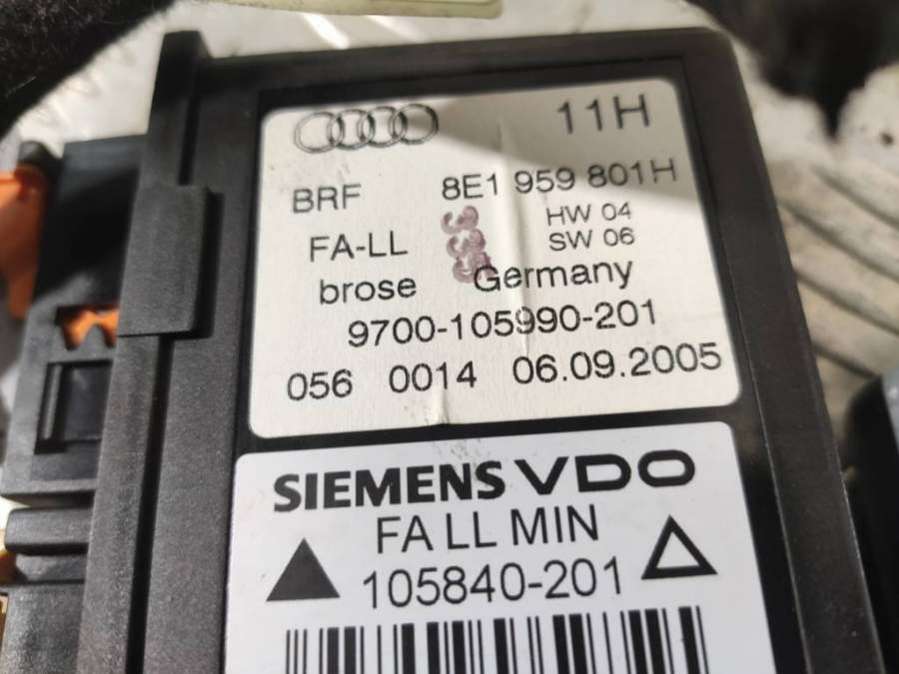 11H
BRF 8E1 959 801H
HW 04
FA-LL SW 06
brose Germany
9700-105990-201
056 0014 06.09.2005
SIEMENS VDO
FA LL MIN
105840-201